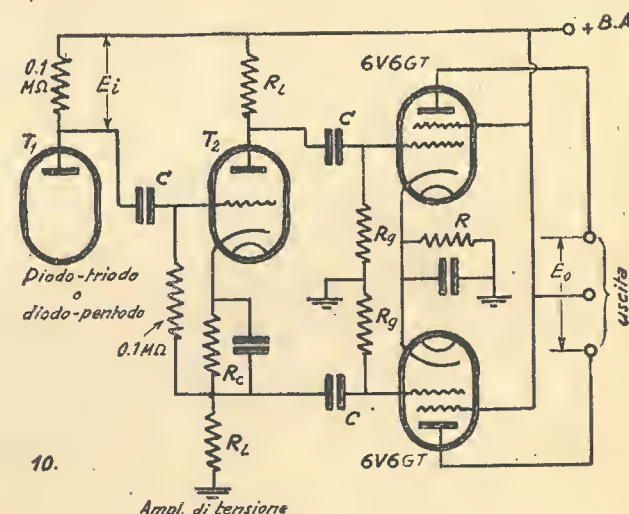 + B.A.
6V6GT
0.1
MΩ
Ei
RL
T1
T2
C
C
C
Rg
R
Diodo-triodo
o
diodo-pentodo
0.1MΩ
Rc
Rg
Eo
uscita
C
RL
6V6GT
10.
Ampl. di tensione